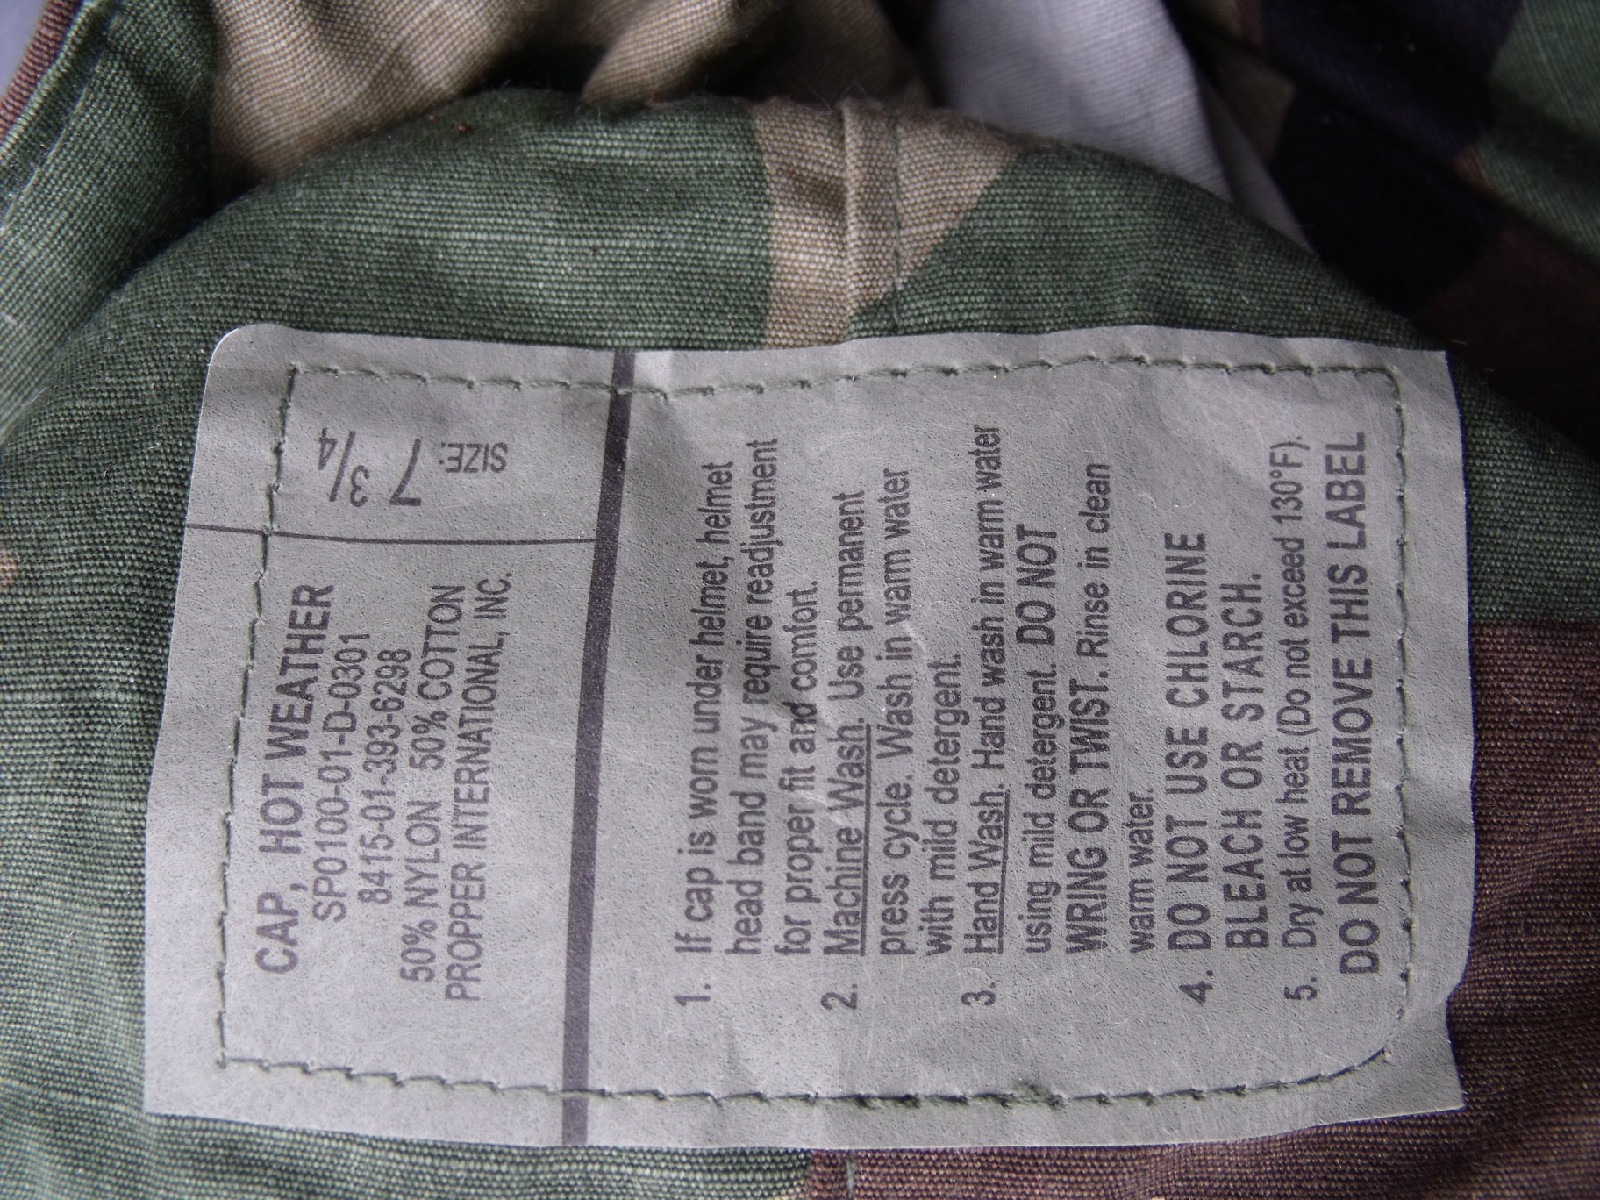 CAP, HOT WEATHER
SPO100-01-D-0301
8415-01-393-6298
50% NYLON 50% COTTON
PROPPER INTERNATIONAL, INC.
SIZE:
7 3/4
1. If cap is worn under helmet, helmet
head band may require readjustment
for proper fit and comfort.
2. Machine Wash. Use permanent
press cycle. Wash in warm water
with mild detergent.
3. Hand Wash. Hand wash in warm water
using mild detergent. DO NOT
WRING OR TWIST. Rinse in clean
warm water.
4. DO NOT USE CHLORINE
BLEACH OR STARCH.
5. Dry at low heat (Do not exceed 130°F).
DO NOT REMOVE THIS LABEL